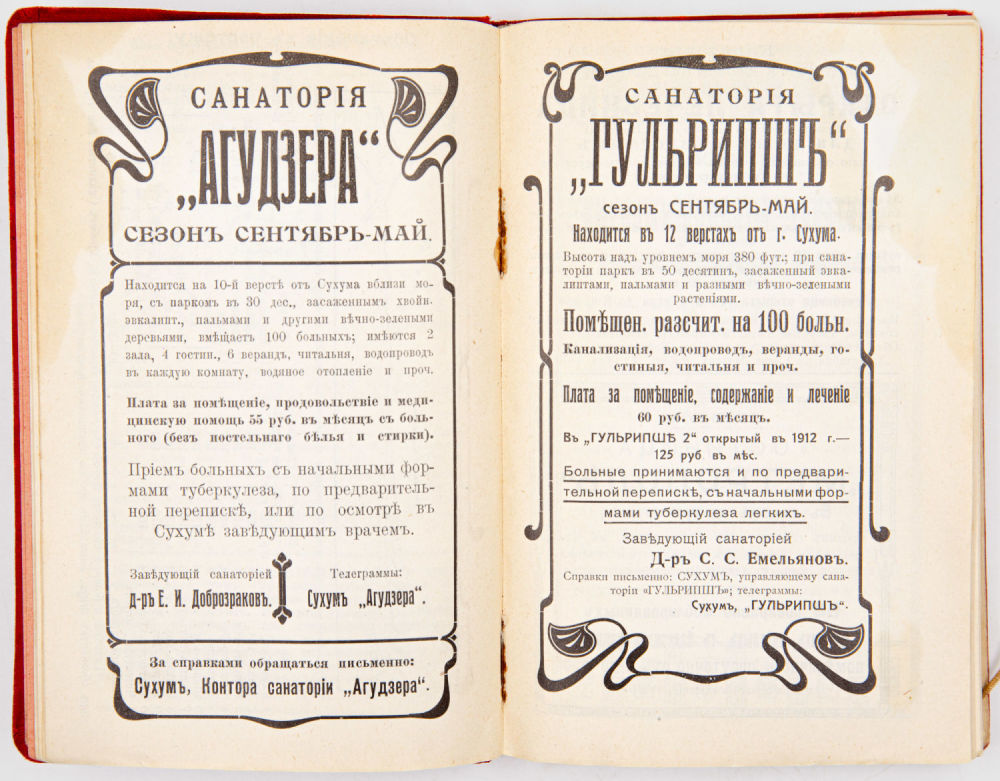 САНАТОРІЯ
„АГУДЗЕРА“
СЕЗОНЪ СЕНТЯБРЬ-МАЙ.
Находится на 10-й верстѣ отъ Сухума вблизи мо-
ря, съ паркомъ въ 30 дес., засаженнымъ хвойн.
эвкалипт., пальмами и другими вѣчно-зелеными
деревьями, вмѣщаетъ 100 больныхъ; имѣются 2
зала, 4 гостин., 6 верандъ, читальня, водопроводъ
въ каждую комнату, водяное отопленіе и проч.
Плата за помѣщеніе, продовольствіе и меди-
цинскую помощь 55 руб. въ мѣсяцъ съ боль-
ного (безъ постельнаго бѣлья и стирки).
Пріемъ больныхъ съ начальными фор-
мами туберкулеза, по предваритель-
ной перепискѣ, или по осмотрѣ въ
Сухумѣ завѣдующимъ врачемъ.
Завѣдующій санаторіей
д-ръ Е. И. Доброзраковъ.
Телеграммы:
Сухумъ „Агудзера“.
За справками обращаться письменно:
Сухумъ, Контора санаторіи „Агудзера“.
САНАТОРІЯ
„ГУЛЬРИПШЪ“
сезонъ СЕНТЯБРЬ-МАЙ.
Находится въ 12 верстахъ отъ г. Сухума.
Высота надъ уровнемъ моря 380 фут.; при сана-
торіи паркъ въ 50 десятинъ, засаженный эвка-
липтами, пальмами и разными вѣчно-зелеными
растеніями.
Помѣщен. разсчит. на 100 больн.
Канализація, водопроводъ, веранды, го-
стиныя, читальня и проч.
Плата за помѣщеніе, содержаніе и леченіе
60 руб. въ мѣсяцъ.
Въ „ГУЛЬРИПШѢ 2“ открытый въ 1912 г.—
125 руб въ мѣс.
Больные принимаются и по предвари-
тельной перепискѣ, съ начальными фор-
мами туберкулеза легкихъ.
Завѣдующій санаторіей
Д-ръ С. С. Емельяновъ.
Справки письменно: СУХУМЪ, управляющему сана-
торіи «ГУЛЬРИПШЪ»; телеграммы:
Сухумъ, „ГУЛЬРИПШЪ“.